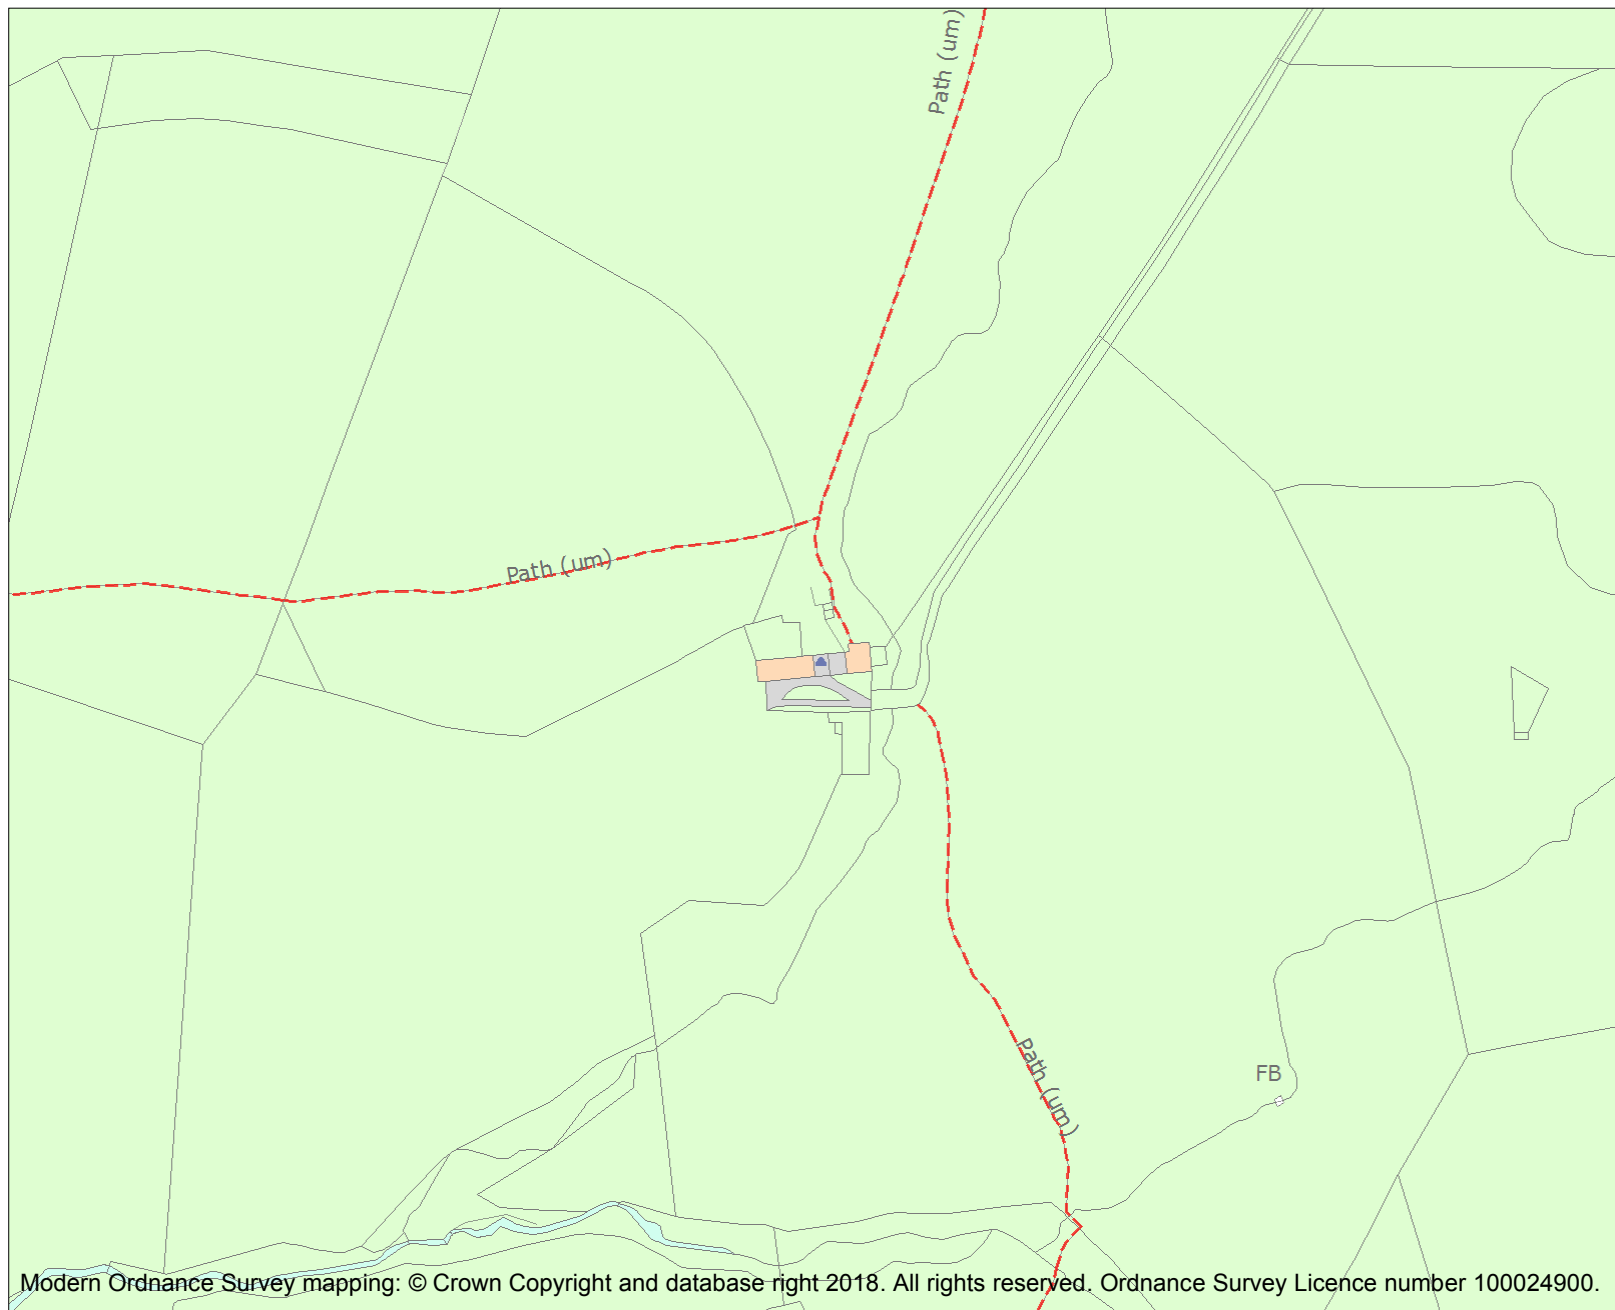 Path (um)
Path (um)
Path (um)
FB
Modern Ordnance Survey mapping: © Crown Copyright and database right 2018. All rights reserved. Ordnance Survey Licence number 100024900.